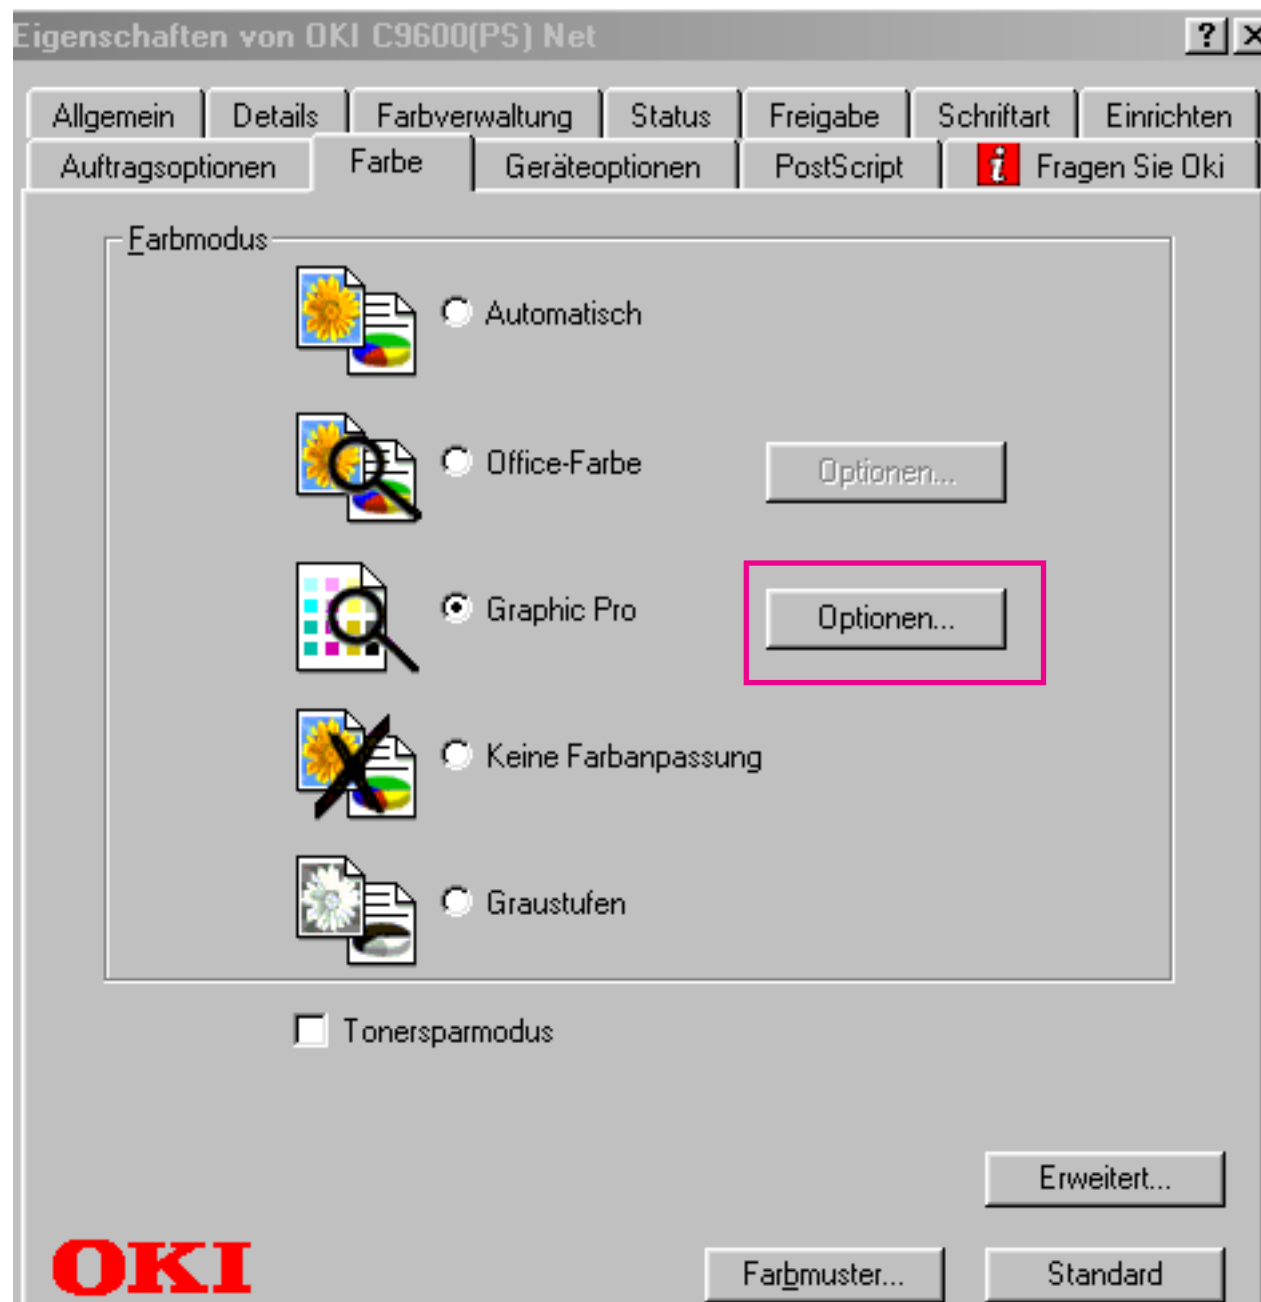 Eigenschaften von OKI C9600(PS) Net
Allgemein Details Farbverwaltung Status Freigabe Schriftart Einrichten
Auftragsoptionen Farbe Geräteoptionen PostScript i Fragen Sie Oki
Farbmodus
Automatisch
Office-Farbe Optionen...
Graphic Pro Optionen...
Keine Farbanpassung
Graustufen
Tonersparmodus
Erweitert...
OKI Farbmuster... Standard